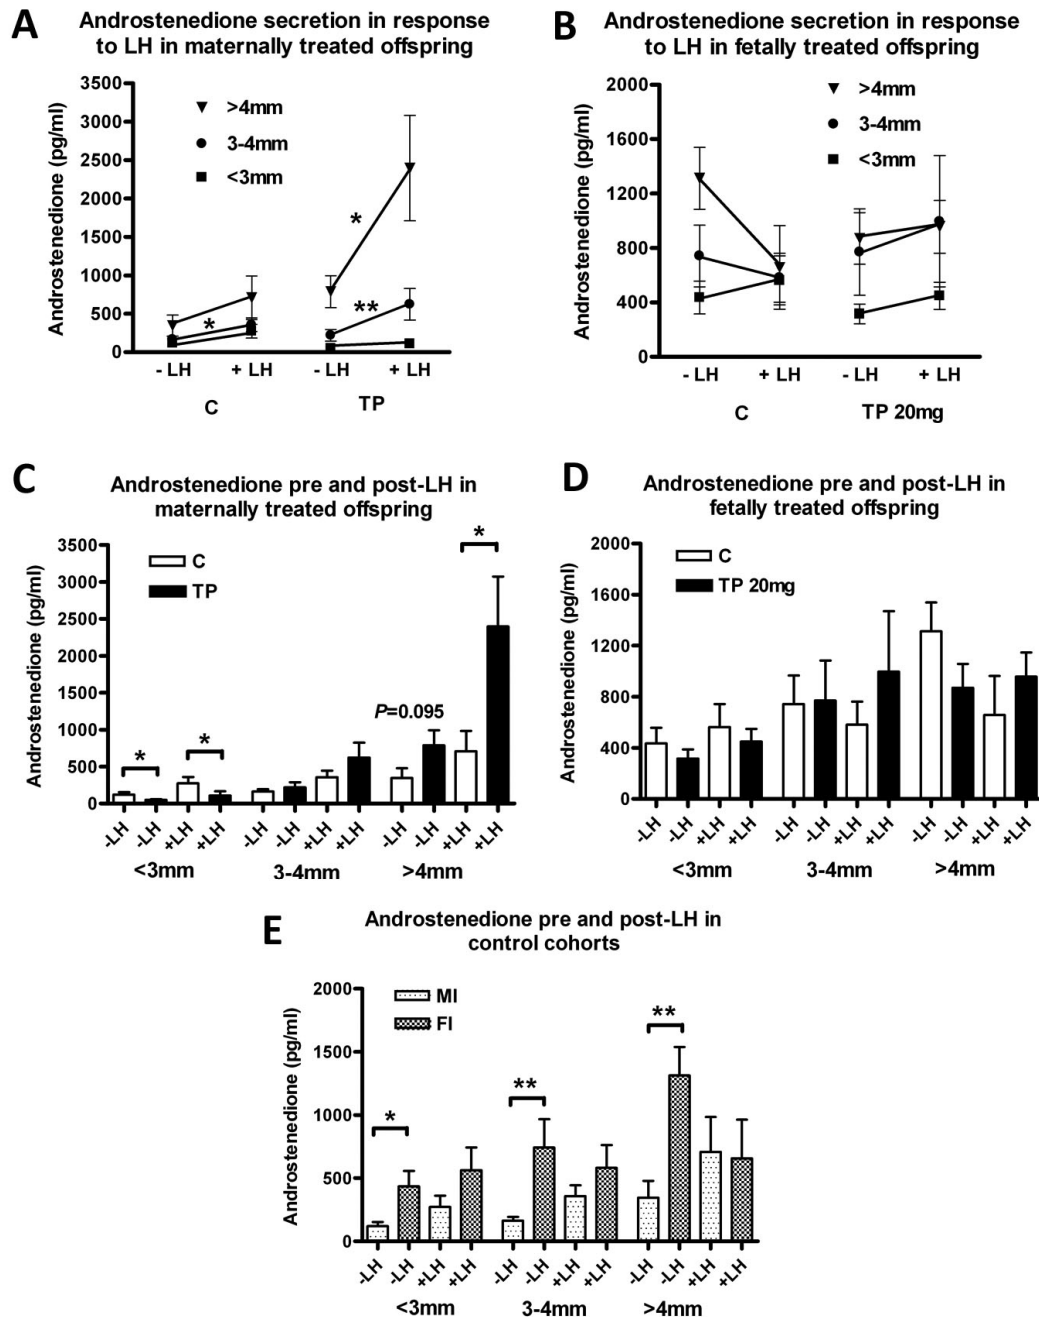 A
Androstenedione secretion in response
to LH in maternally treated offspring
Androstenedione (pg/ml)
3500
3000
2500
2000
1500
1000
500
0
>4mm
3-4mm
<3mm
*
*
**
- LH
+ LH
- LH
+ LH
C
TP
B
Androstenedione secretion in response
to LH in fetally treated offspring
Androstenedione (pg/ml)
2000
1600
1200
800
400
0
>4mm
3-4mm
<3mm
- LH
+ LH
- LH
+ LH
C
TP 20mg
C
Androstenedione pre and post-LH in
maternally treated offspring
Androstenedione (pg/ml)
3500
3000
2500
2000
1500
1000
500
0
C
TP
*
*
P=0.095
*
-LH
-LH
+LH
+LH
-LH
-LH
+LH
+LH
-LH
-LH
+LH
+LH
<3mm
3-4mm
>4mm
D
Androstenedione pre and post-LH in
fetally treated offspring
Androstenedione (pg/ml)
2000
1600
1200
800
400
0
C
TP 20mg
-LH
-LH
+LH
+LH
-LH
-LH
+LH
+LH
-LH
-LH
+LH
+LH
<3mm
3-4mm
>4mm
E
Androstenedione pre and post-LH in
control cohorts
Androstenedione (pg/ml)
2000
1500
1000
500
0
MI
FI
*
**
**
-LH
-LH
+LH
+LH
-LH
-LH
+LH
+LH
-LH
-LH
+LH
+LH
<3mm
3-4mm
>4mm